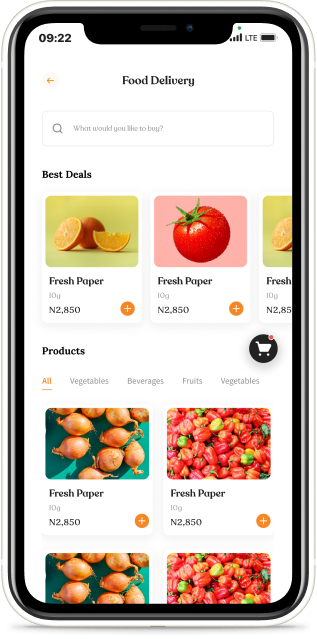 09:22
LTE
Food Delivery
What would you like to buy?
Best Deals
Fresh Paper
Fresh Paper
Fresh
10g
10g
10g
N2,850
N2,850
N2,85
Products
All
Vegetables
Beverages
Fruits
Vegetables
Fresh Paper
Fresh Paper
10g
10g
N2,850
N2,850